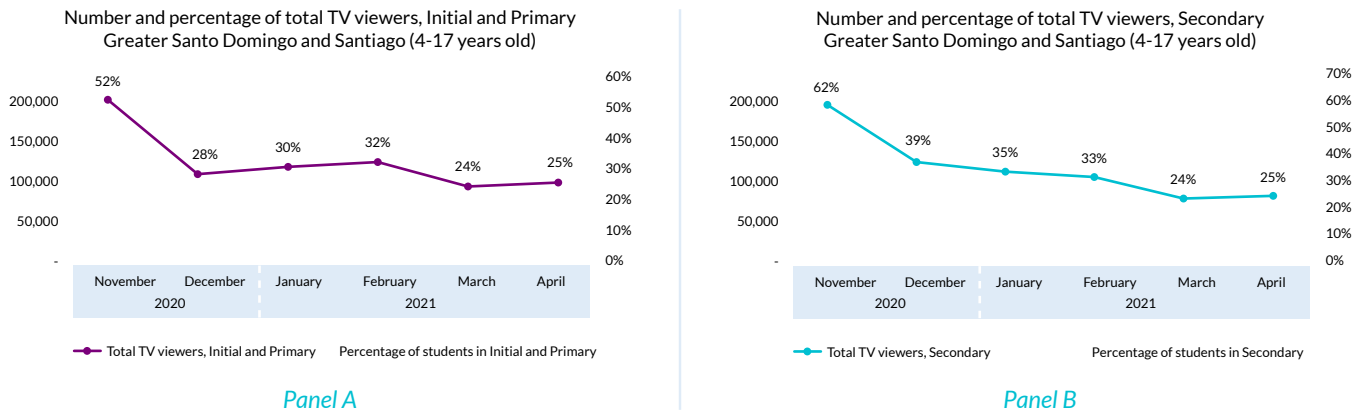 Number and percentage of total TV viewers, Initial and Primary
Greater Santo Domingo and Santiago (4-17 years old)
60%
52%
200,000
50%
40%
150,000
28%
30%
32%
24%
25%
30%
100,000
20%
50,000
10%
-
0%
November
December
January
February
March
April
2020
2021
Total TV viewers, Initial and Primary
Percentage of students in Initial and Primary
Panel A
Number and percentage of total TV viewers, Secondary
Greater Santo Domingo and Santiago (4-17 years old)
70%
62%
200,000
60%
50%
150,000
39%
35%
33%
24%
25%
40%
100,000
30%
50,000
20%
10%
-
0%
November
December
January
February
March
April
2020
2021
Total TV viewers, Secondary
Percentage of students in Secondary
Panel B